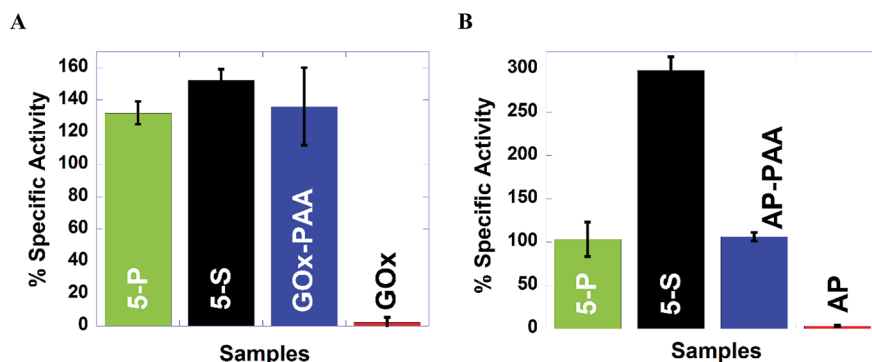 A
% Specific Activity
160
140
120
100
80
60
40
20
0
5-P
5-S
GOx-PAA
GOx
Samples
B
% Specific Activity
300
250
200
150
100
50
0
5-P
5-S
AP-PAA
AP
Samples